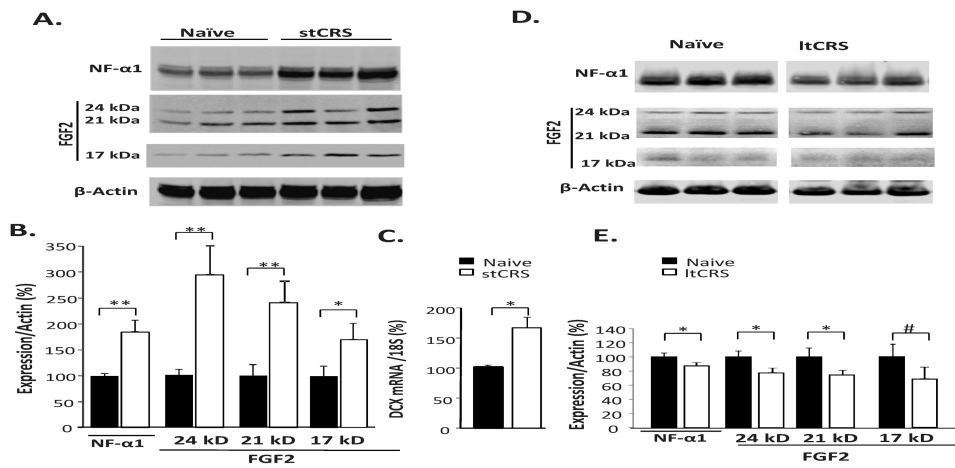 A.
Naïve stCRS
NF-α1
24 kDa
21 kDa
17 kDa
FGF2
β-Actin
D.
Naïve ltCRS
NF-α1
24 kDa
21 kDa
17 kDa
FGF2
β-Actin
B.
Expression/Actin (%)
350
300
250
200
150
100
50
0
**
**
**
*
NF-α1 24 kD 21 kD 17 kD
FGF2
C.
Naive
stCRS
DCX mRNA /18S (%)
200
150
100
50
0
*
E.
Naive
ltCRS
Expression/Actin (%)
140
120
100
80
60
40
20
0
*
*
*
#
NF-α1 24 kD 21 kD 17 kD
FGF2